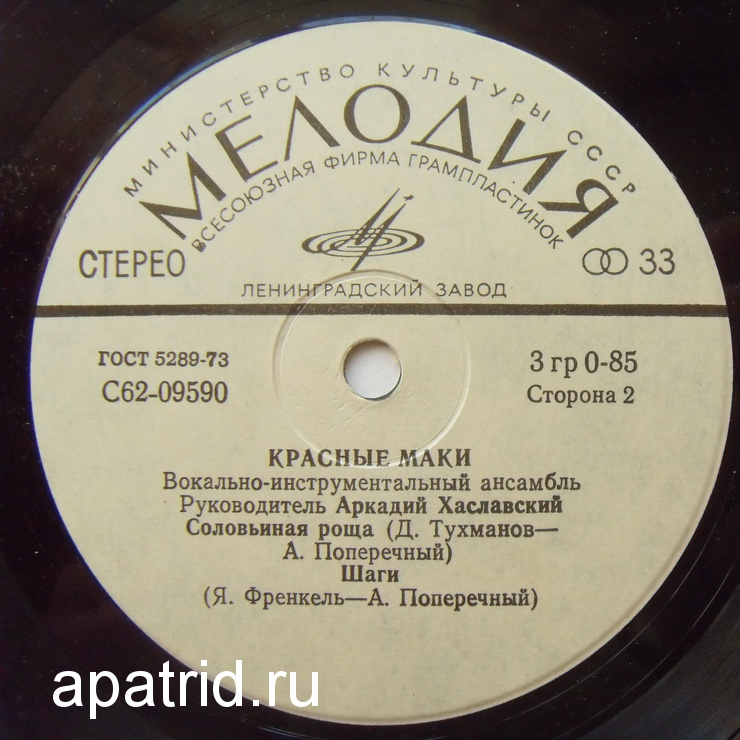 МИНИСТЕРСТВО КУЛЬТУРЫ СССР
МЕЛОДИЯ
ВСЕСОЮЗНАЯ ФИРМА ГРАМПЛАСТИНОК
СТЕРЕО
33
ЛЕНИНГРАДСКИЙ ЗАВОД
ГОСТ 5289-73
3 гр 0-85
С62-09590
Сторона 2
КРАСНЫЕ МАКИ
Вокально-инструментальный ансамбль
Руководитель Аркадий Хаславский
Соловьиная роща (Д. Тухманов—
А. Поперечный)
Шаги
(Я. Френкель—А. Поперечный)
apatrid.ru